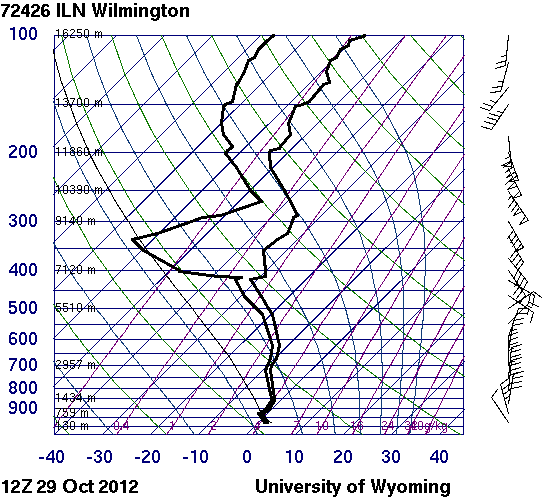 72426 ILN Wilmington
100 16250 m
13700 m
200 11860 m
10390 m
300 9140 m
400 7120 m
500 5510 m
600
700 2957 m
800 1434 m
900 759 m
130 m 0.4 1 2 4 7 10 16 24 32 40g/kg
-40 -30 -20 -10 0 10 20 30 40
12Z 29 Oct 2012 University of Wyoming